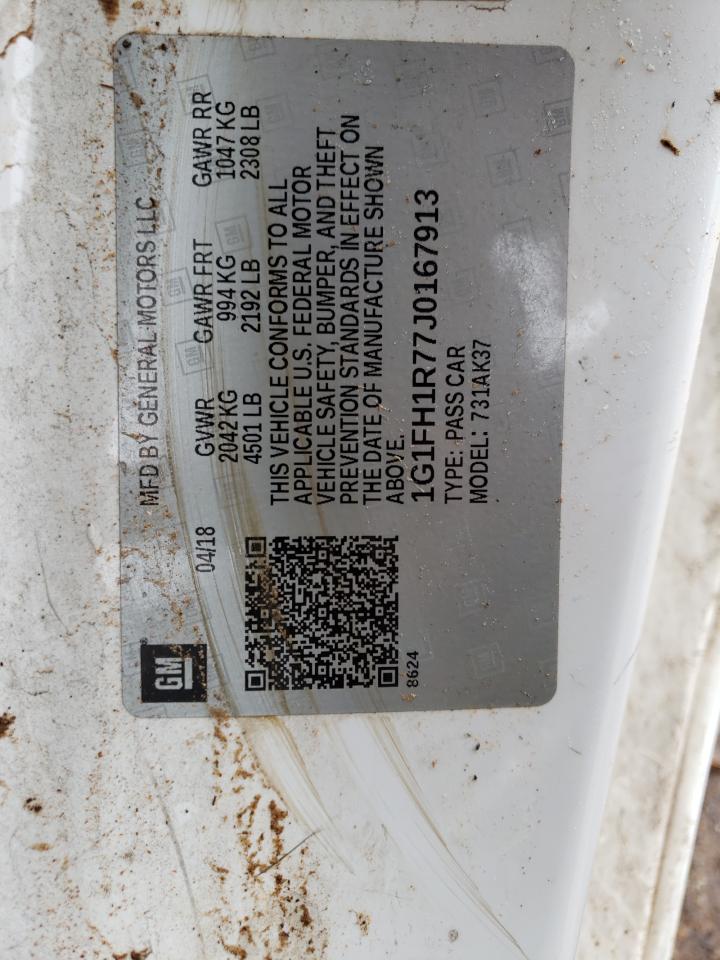 GM
MFD BY GENERAL MOTORS LLC
04/18 GVWR GAWR FRT GAWR RR
2042 KG 994 KG 1047 KG
4501 LB 2192 LB 2308 LB
THIS VEHICLE CONFORMS TO ALL
APPLICABLE U.S. FEDERAL MOTOR
VEHICLE SAFETY, BUMPER, AND THEFT
PREVENTION STANDARDS IN EFFECT ON
THE DATE OF MANUFACTURE SHOWN
ABOVE.
8624
1G1FH1R77J0167913
TYPE: PASS CAR
MODEL: 731AK37